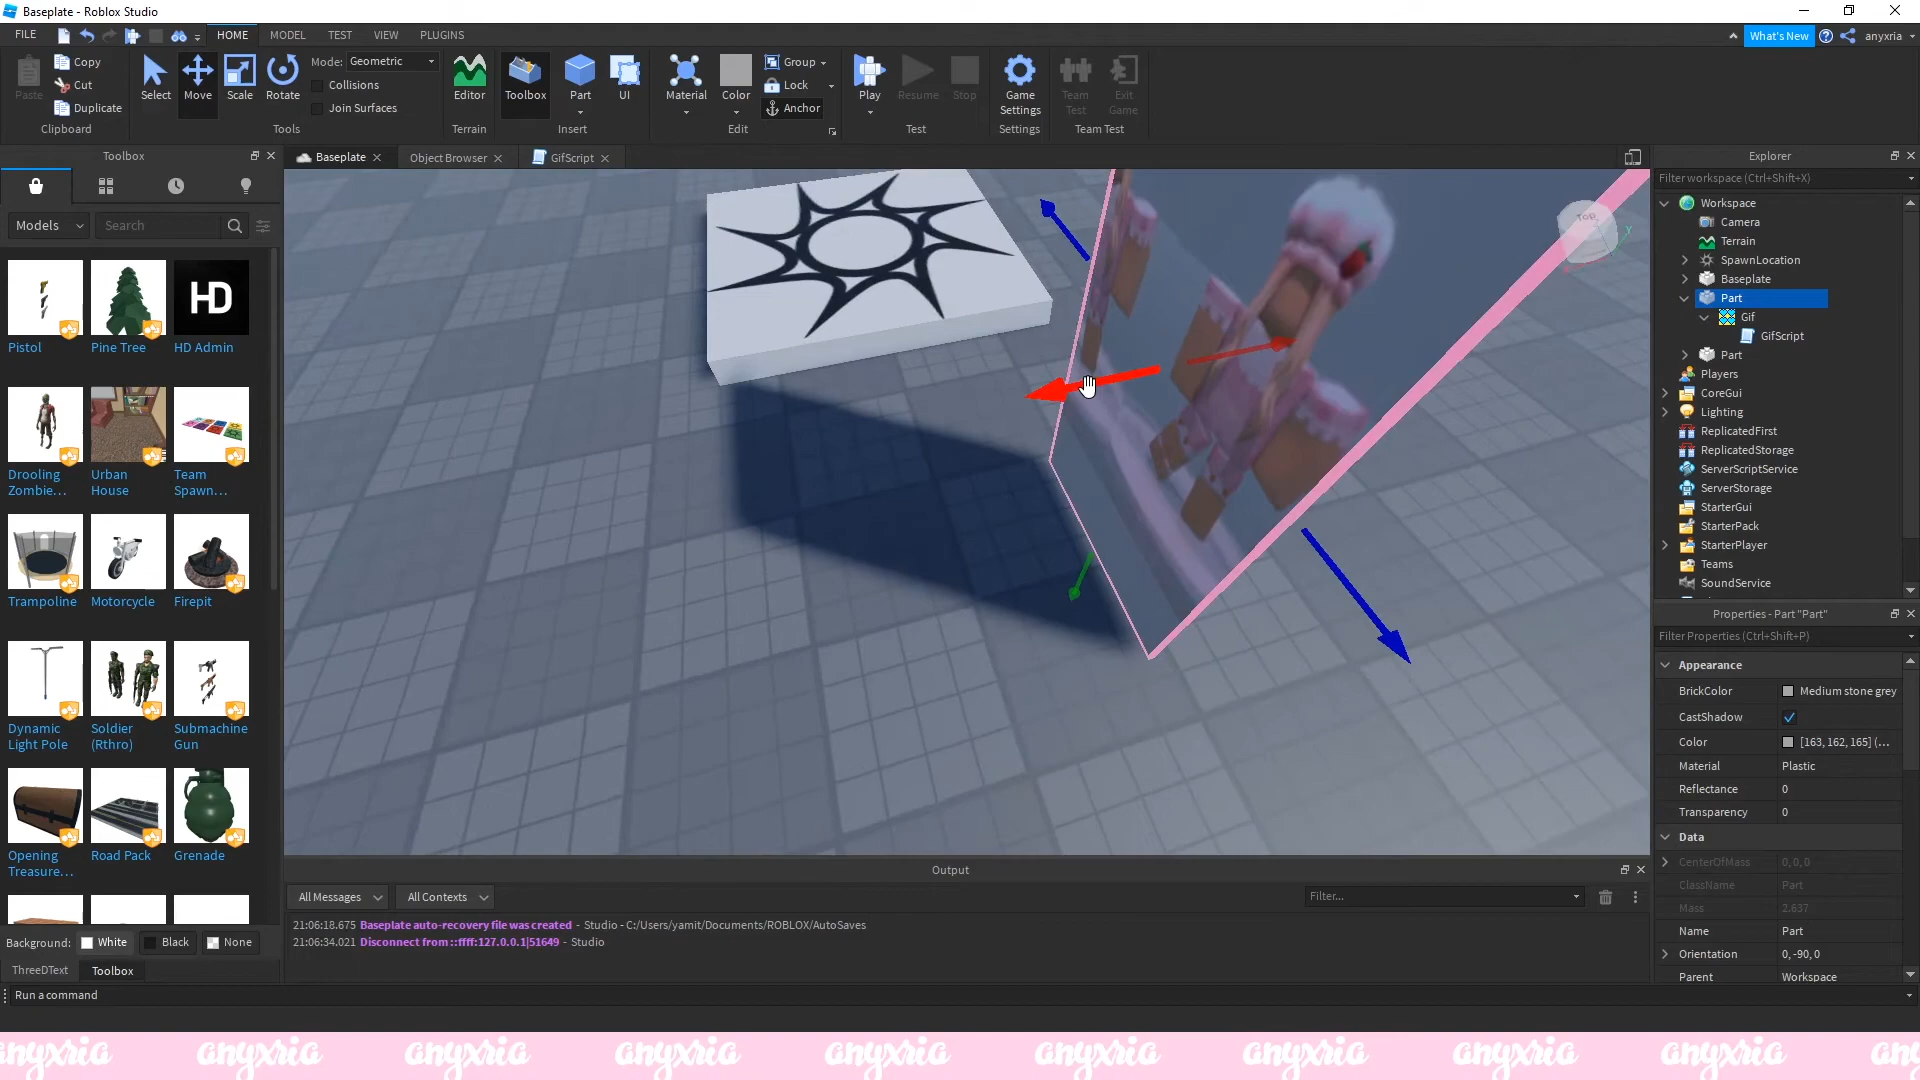 Baseplate - Roblox Studio
FILE HOME MODEL TEST VIEW PLUGINS What's New anyxria
Paste Copy Cut Duplicate Clipboard
Select Move Scale Rotate Mode: Geometric Collisions Join Surfaces Tools
Editor Terrain
Toolbox Part UI Insert
Material Color Group Lock Anchor Edit
Play Resume Stop Test
Game Settings Settings
Team Test Exit Game Team Test
Toolbox
Models Search
Pistol Pine Tree HD Admin
HD
Drooling Zombie... Urban House Team Spawn...
Trampoline Motorcycle Firepit
Dynamic Light Pole Soldier (Rthro) Submachine Gun
Opening Treasure... Road Pack Grenade
Background: White Black None
ThreeDText Toolbox
Baseplate Object Browser GifScript
Top
Y
Output
All Messages All Contexts Filter...
21:06:18.675 Baseplate auto-recovery file was created - Studio - C:/Users/yamit/Documents/ROBLOX/AutoSaves
21:06:34.021 Disconnect from ::ffff:127.0.0.1|51649 - Studio
Explorer
Filter workspace (Ctrl+Shift+X)
Workspace
Camera
Terrain
SpawnLocation
Baseplate
Part
Gif
GifScript
Part
Players
CoreGui
Lighting
ReplicatedFirst
ReplicatedStorage
ServerScriptService
ServerStorage
StarterGui
StarterPack
StarterPlayer
Teams
SoundService
Properties - Part "Part"
Filter Properties (Ctrl+Shift+P)
Appearance
BrickColor Medium stone grey
CastShadow
Color [163, 162, 165] (...
Material Plastic
Reflectance 0
Transparency 0
Data
CenterOfMass 0, 0, 0
ClassName Part
Mass 2.637
Name Part
Orientation 0, -90, 0
Parent Workspace
Run a command
anyxria anyxria anyxria anyxria anyxria anyxria anyxria anyxria anyxria an